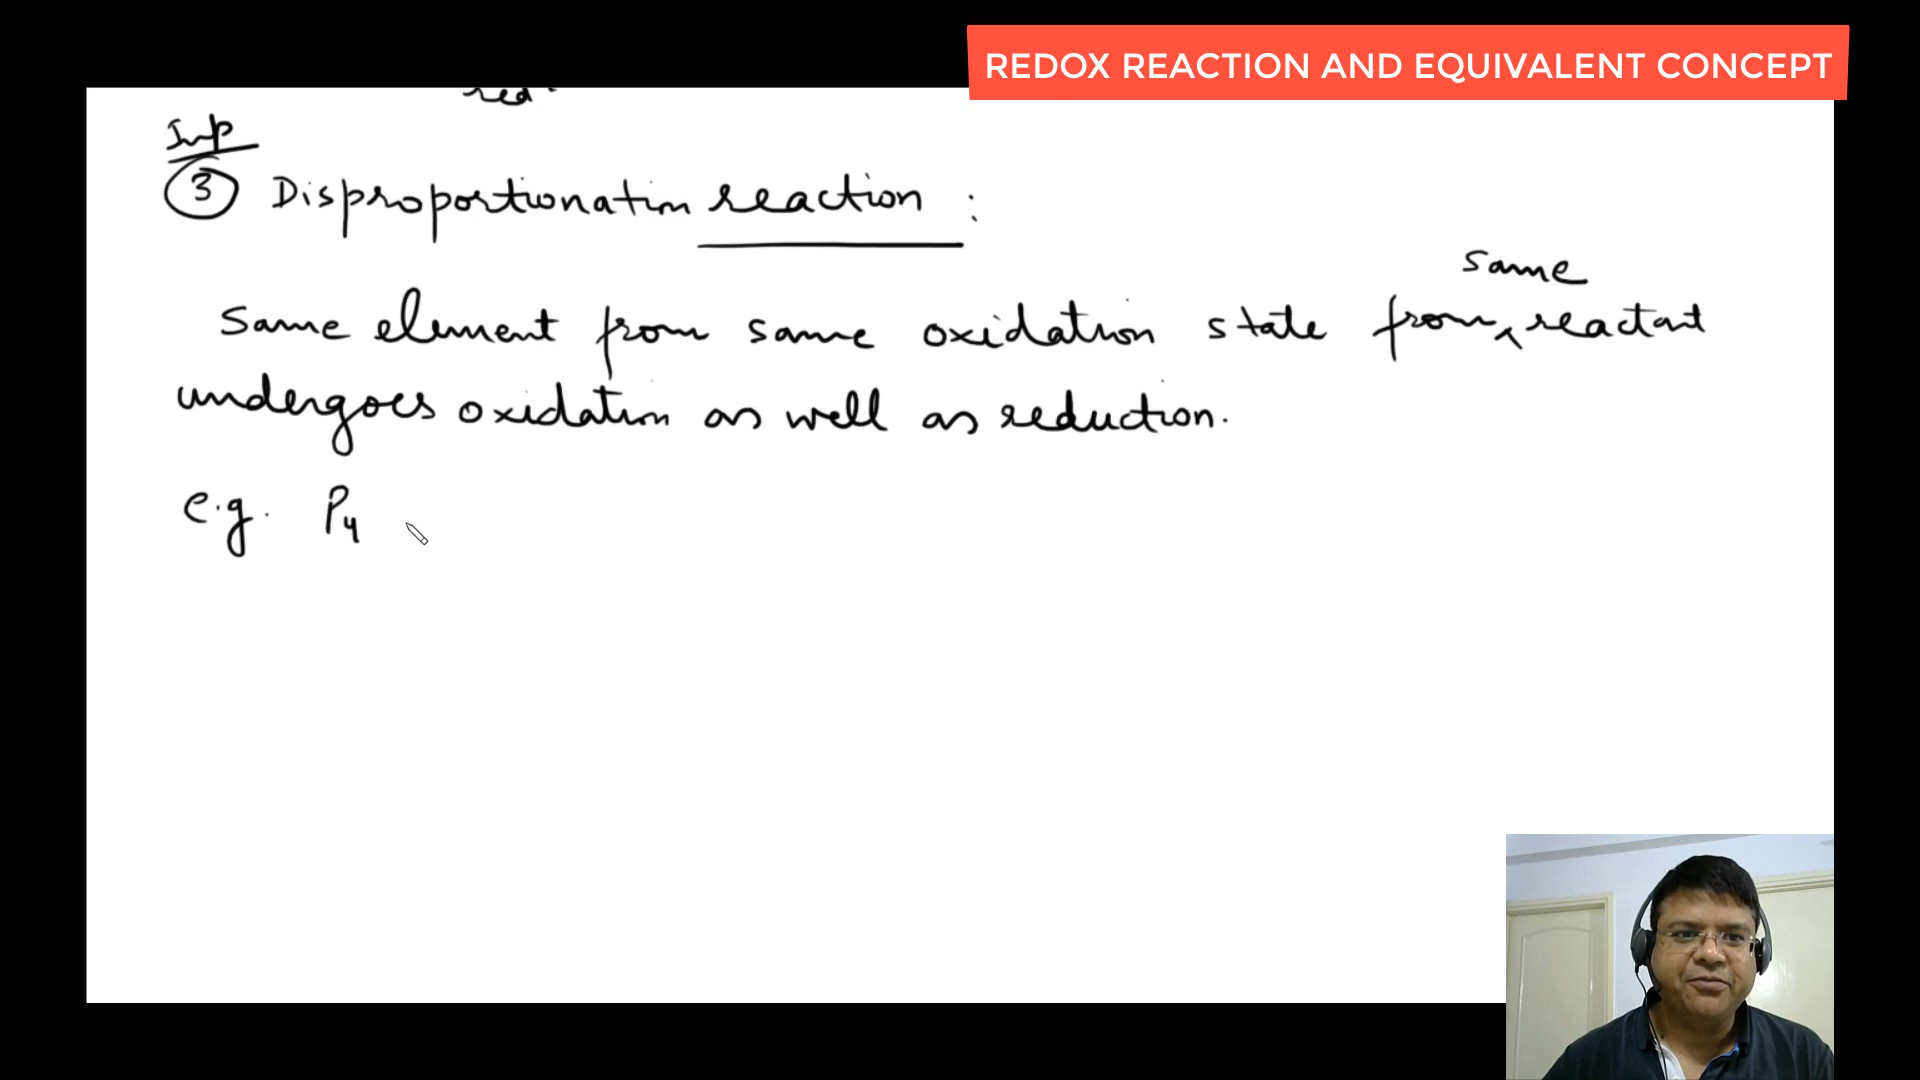 REDOX REACTION AND EQUIVALENT CONCEPT
red.
Imp
3 Disproportionation reaction :
same
Same element from same oxidation state from reactant
undergoes oxidation as well as reduction.
e.g. P4